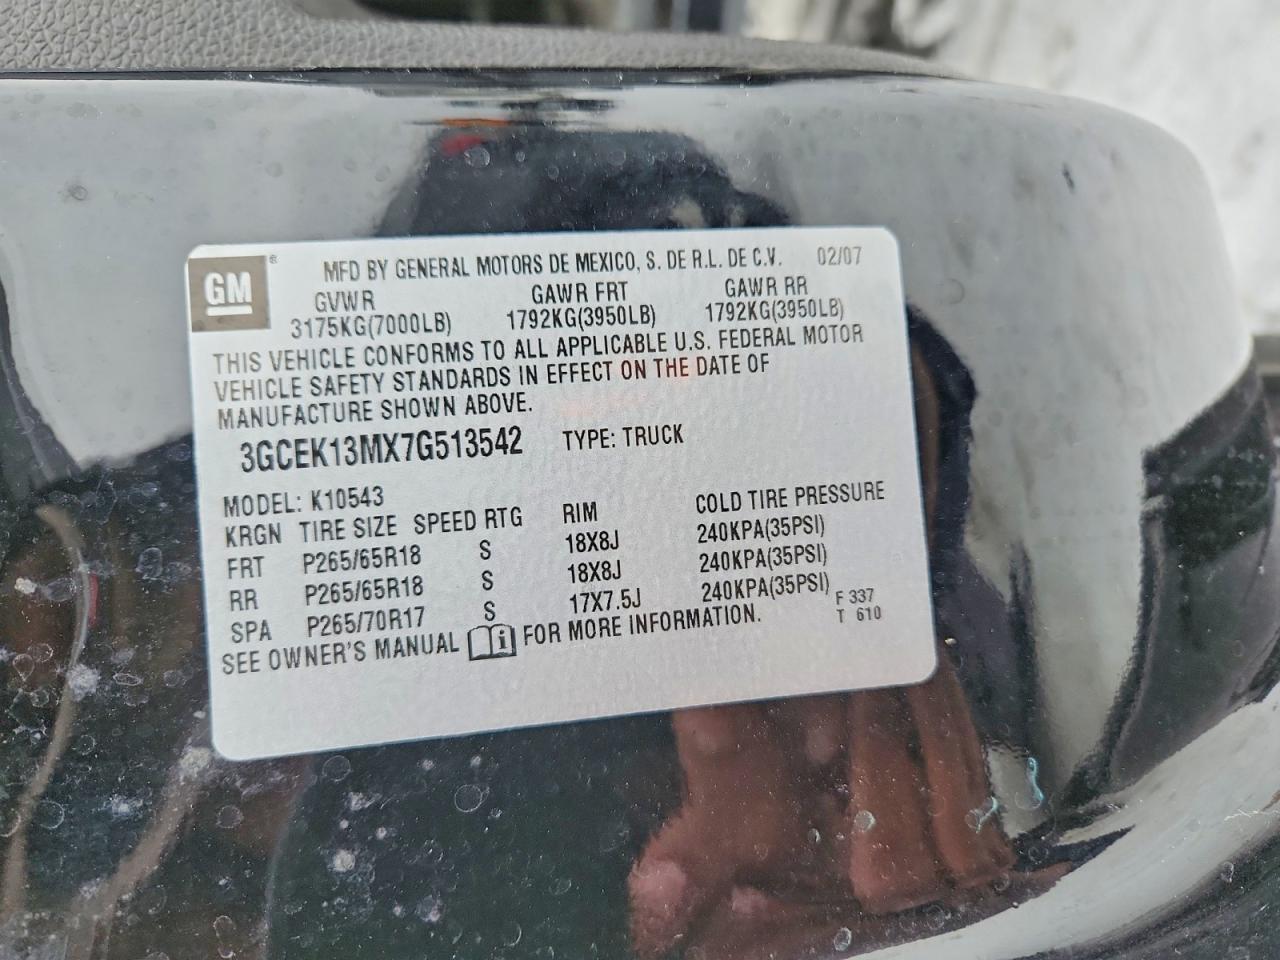 GM ® MFD BY GENERAL MOTORS DE MEXICO, S. DE R.L. DE C.V. 02/07
GVWR GAWR FRT GAWR RR
3175KG(7000LB) 1792KG(3950LB) 1792KG(3950LB)
THIS VEHICLE CONFORMS TO ALL APPLICABLE U.S. FEDERAL MOTOR
VEHICLE SAFETY STANDARDS IN EFFECT ON THE DATE OF
MANUFACTURE SHOWN ABOVE.
3GCEK13MX7G513542 TYPE: TRUCK
MODEL: K10543
KRGN TIRE SIZE SPEED RTG RIM COLD TIRE PRESSURE
FRT P265/65R18 S 18X8J 240KPA(35PSI)
RR P265/65R18 S 18X8J 240KPA(35PSI)
SPA P265/70R17 S 17X7.5J 240KPA(35PSI)
SEE OWNER'S MANUAL i FOR MORE INFORMATION.
F 337
T 610